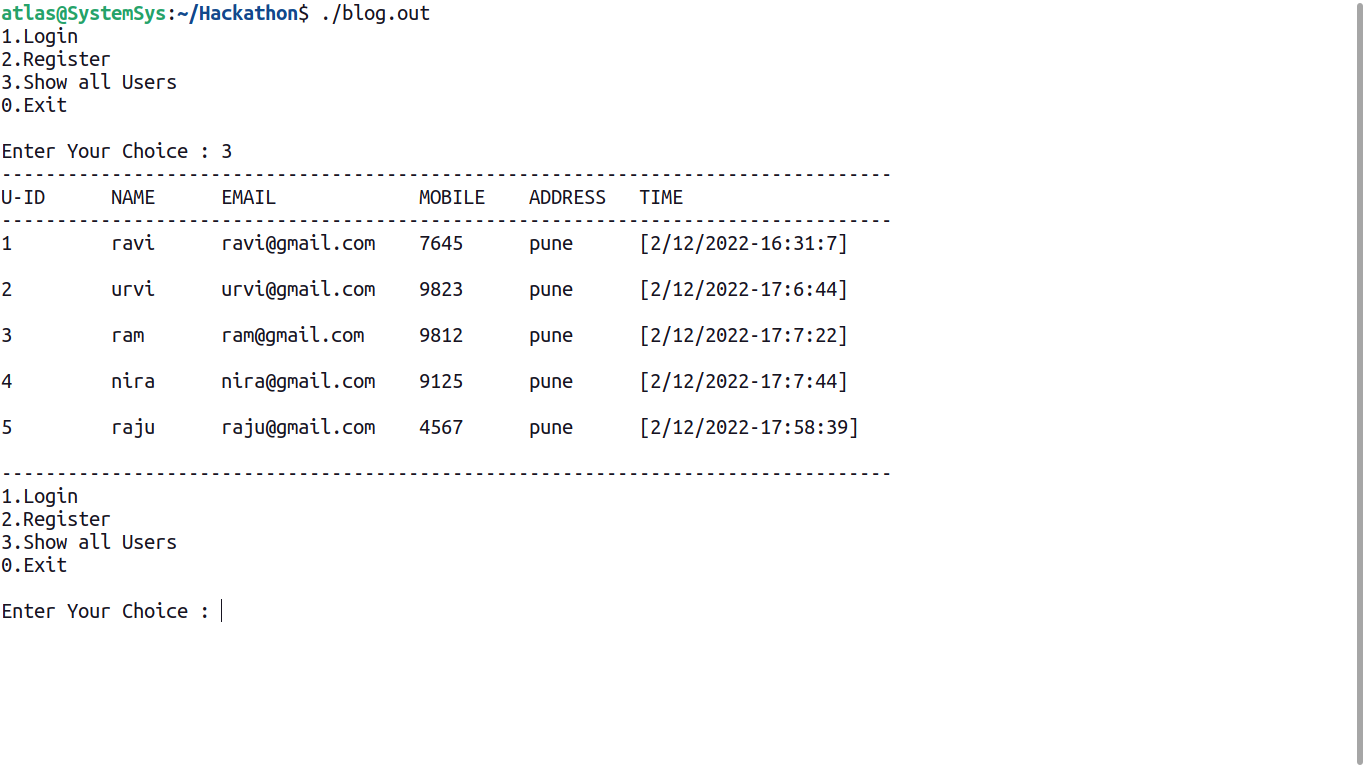 atlas@SystemSys:~/Hackathon$ ./blog.out
1.Login
2.Register
3.Show all Users
0.Exit
Enter Your Choice : 3
---------------------------------------------------------------------------------
U-ID      NAME      EMAIL             MOBILE    ADDRESS   TIME
---------------------------------------------------------------------------------
1         ravi      ravi@gmail.com    7645      pune      [2/12/2022-16:31:7]
2         urvi      urvi@gmail.com    9823      pune      [2/12/2022-17:6:44]
3         ram       ram@gmail.com     9812      pune      [2/12/2022-17:7:22]
4         nira      nira@gmail.com    9125      pune      [2/12/2022-17:7:44]
5         raju      raju@gmail.com    4567      pune      [2/12/2022-17:58:39]
---------------------------------------------------------------------------------
1.Login
2.Register
3.Show all Users
0.Exit
Enter Your Choice :